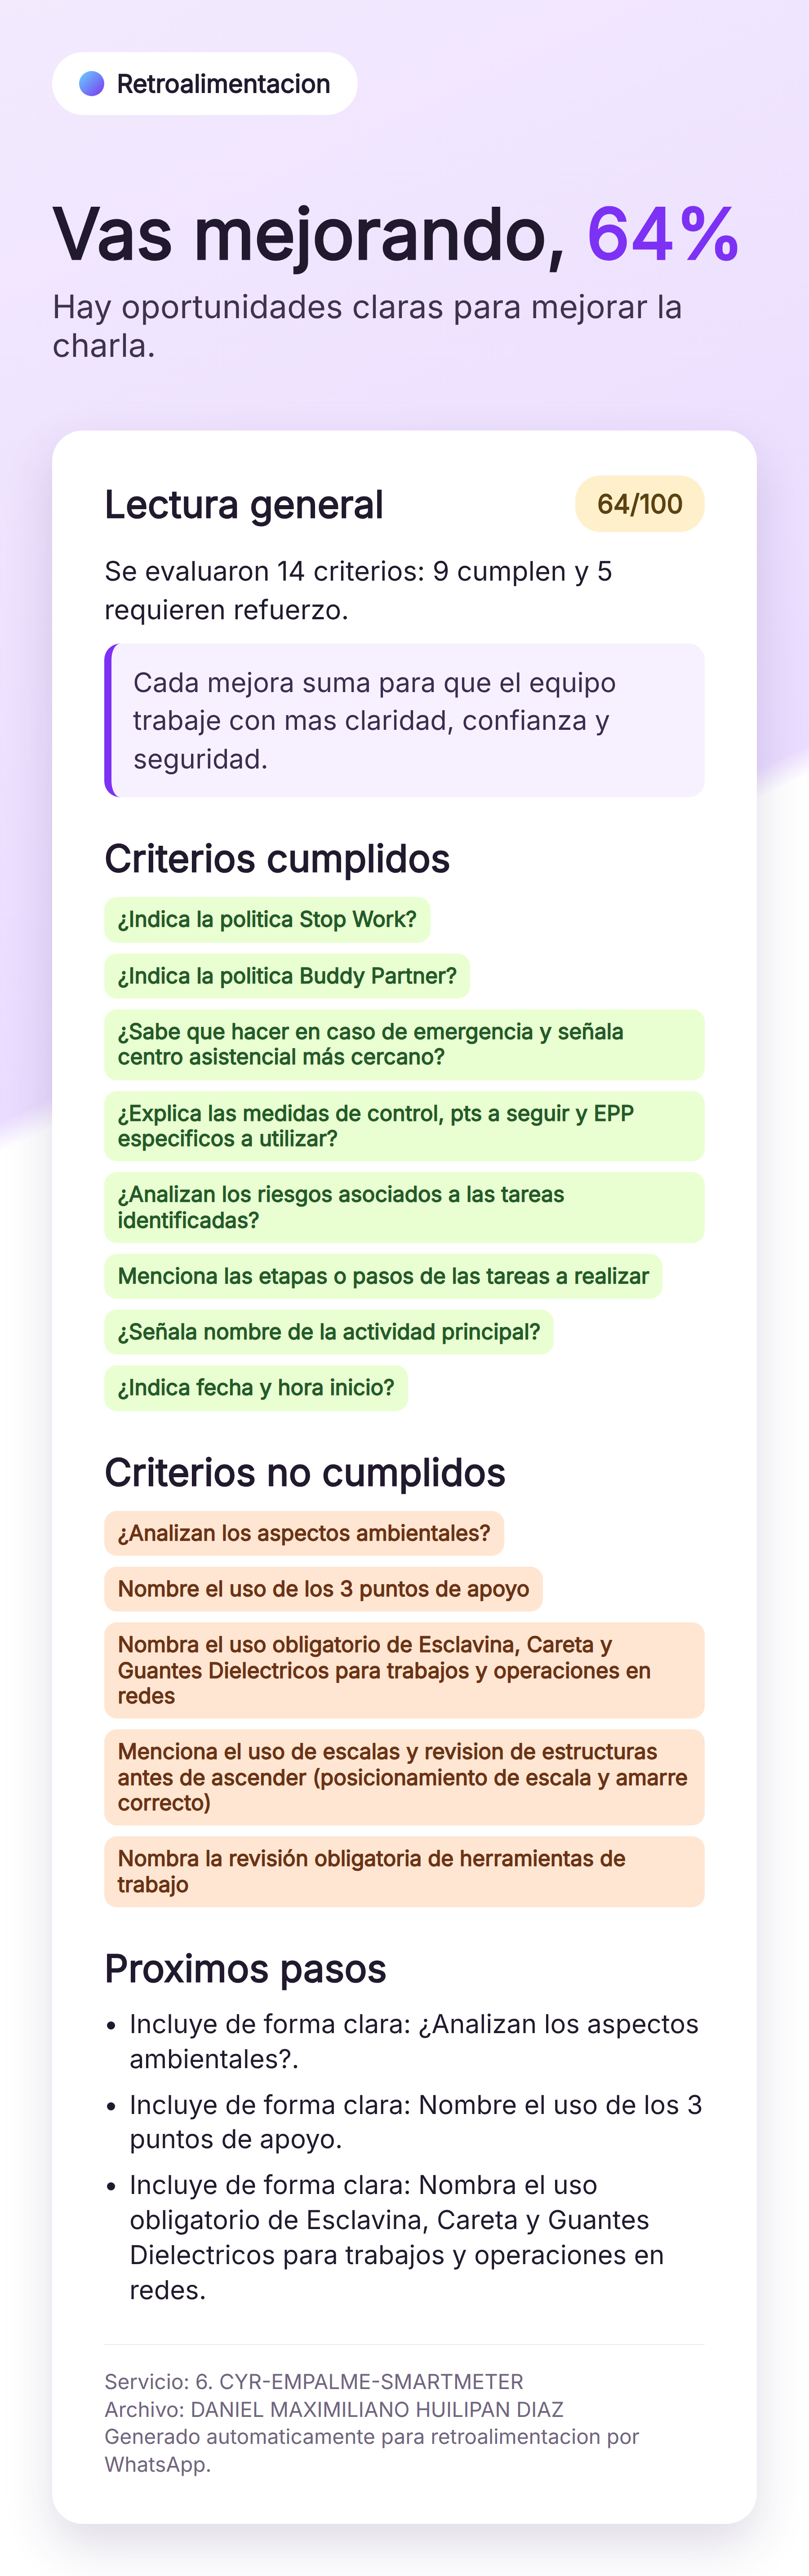 Retroalimentacion
Vas mejorando, 64%
Hay oportunidades claras para mejorar la
charla.
Lectura general
64/100
Se evaluaron 14 criterios: 9 cumplen y 5
requieren refuerzo.
Cada mejora suma para que el equipo
trabaje con mas claridad, confianza y
seguridad.
Criterios cumplidos
¿Indica la politica Stop Work?
¿Indica la politica Buddy Partner?
¿Sabe que hacer en caso de emergencia y señala
centro asistencial más cercano?
¿Explica las medidas de control, pts a seguir y EPP
especificos a utilizar?
¿Analizan los riesgos asociados a las tareas
identificadas?
Menciona las etapas o pasos de las tareas a realizar
¿Señala nombre de la actividad principal?
¿Indica fecha y hora inicio?
Criterios no cumplidos
¿Analizan los aspectos ambientales?
Nombre el uso de los 3 puntos de apoyo
Nombra el uso obligatorio de Esclavina, Careta y
Guantes Dielectricos para trabajos y operaciones en
redes
Menciona el uso de escalas y revision de estructuras
antes de ascender (posicionamiento de escala y amarre
correcto)
Nombra la revisión obligatoria de herramientas de
trabajo
Proximos pasos
• Incluye de forma clara: ¿Analizan los aspectos
ambientales?.
• Incluye de forma clara: Nombre el uso de los 3
puntos de apoyo.
• Incluye de forma clara: Nombra el uso
obligatorio de Esclavina, Careta y Guantes
Dielectricos para trabajos y operaciones en
redes.
Servicio: 6. CYR-EMPALME-SMARTMETER
Archivo: DANIEL MAXIMILIANO HUILIPAN DIAZ
Generado automaticamente para retroalimentacion por
WhatsApp.